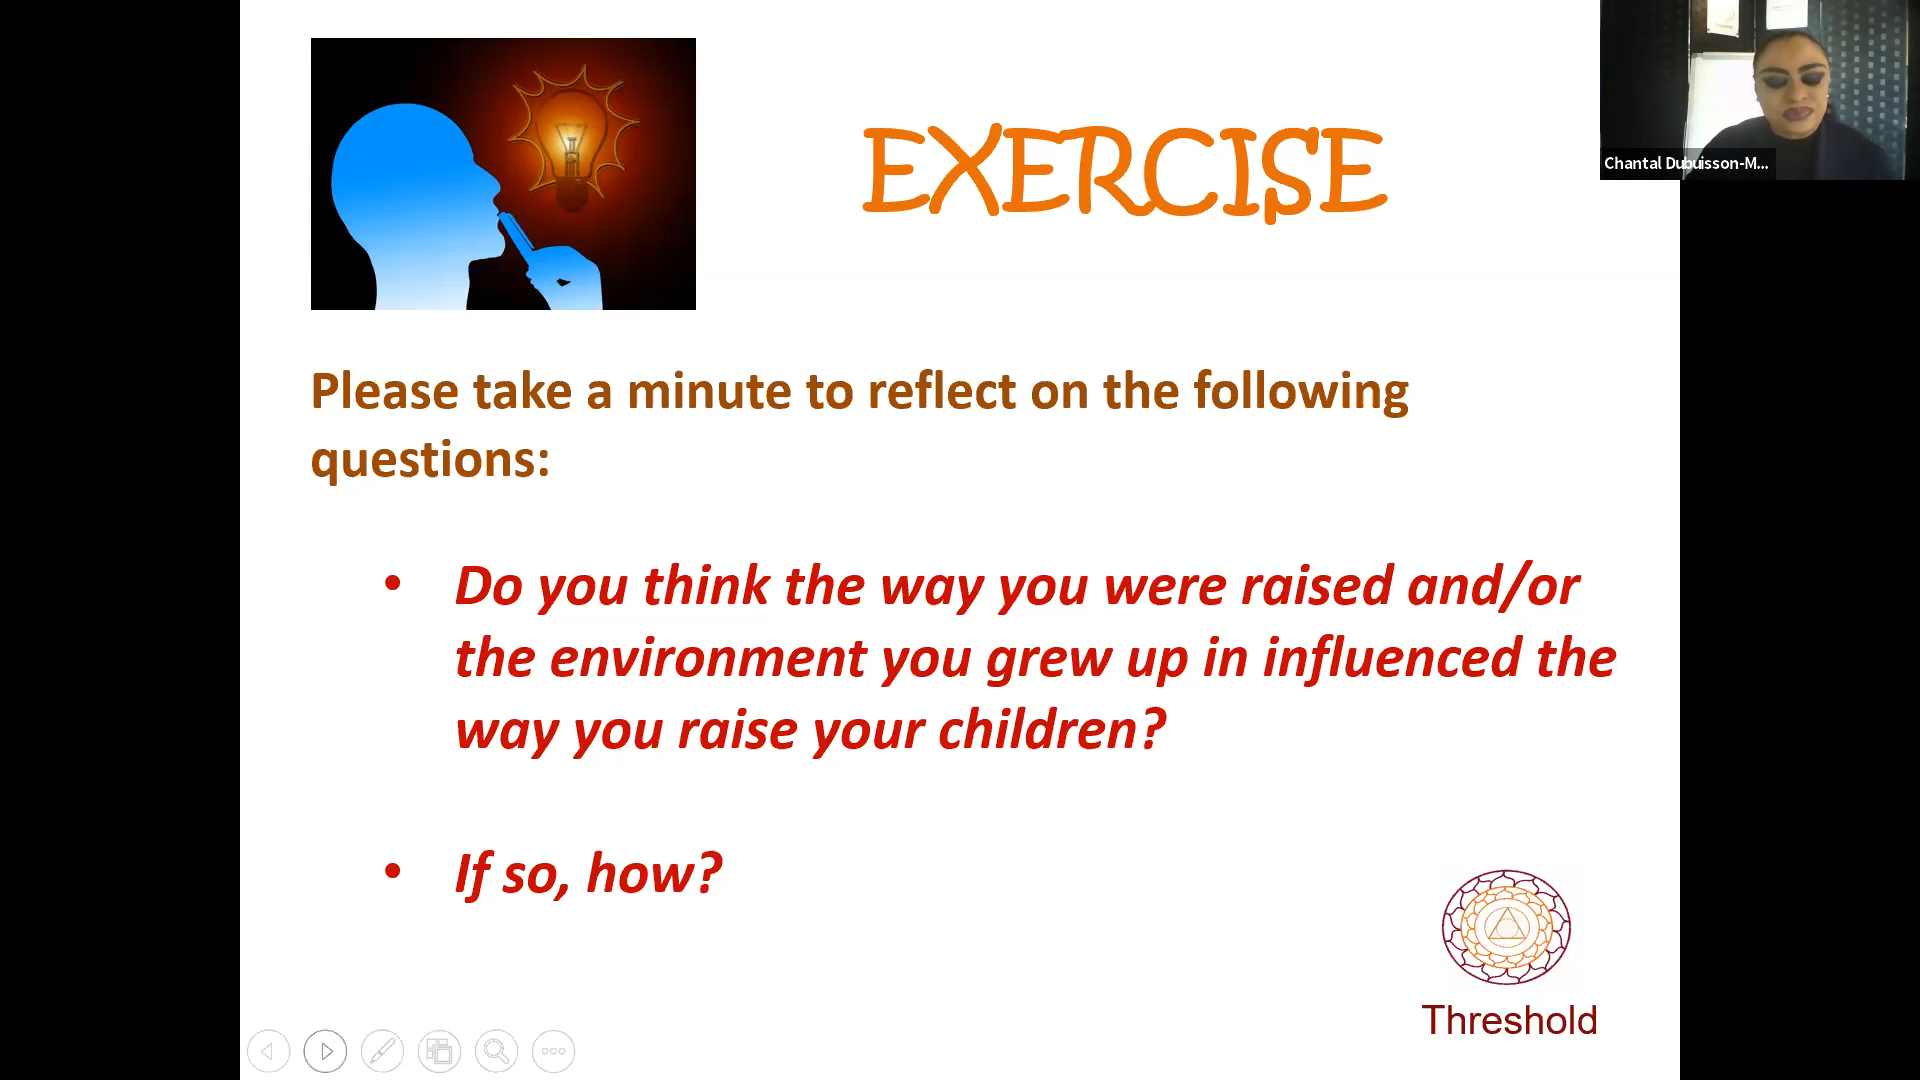 EXERCISE
Chantal Dubuisson-M...
Please take a minute to reflect on the following
questions:
• Do you think the way you were raised and/or
the environment you grew up in influenced the
way you raise your children?
• If so, how?
Threshold